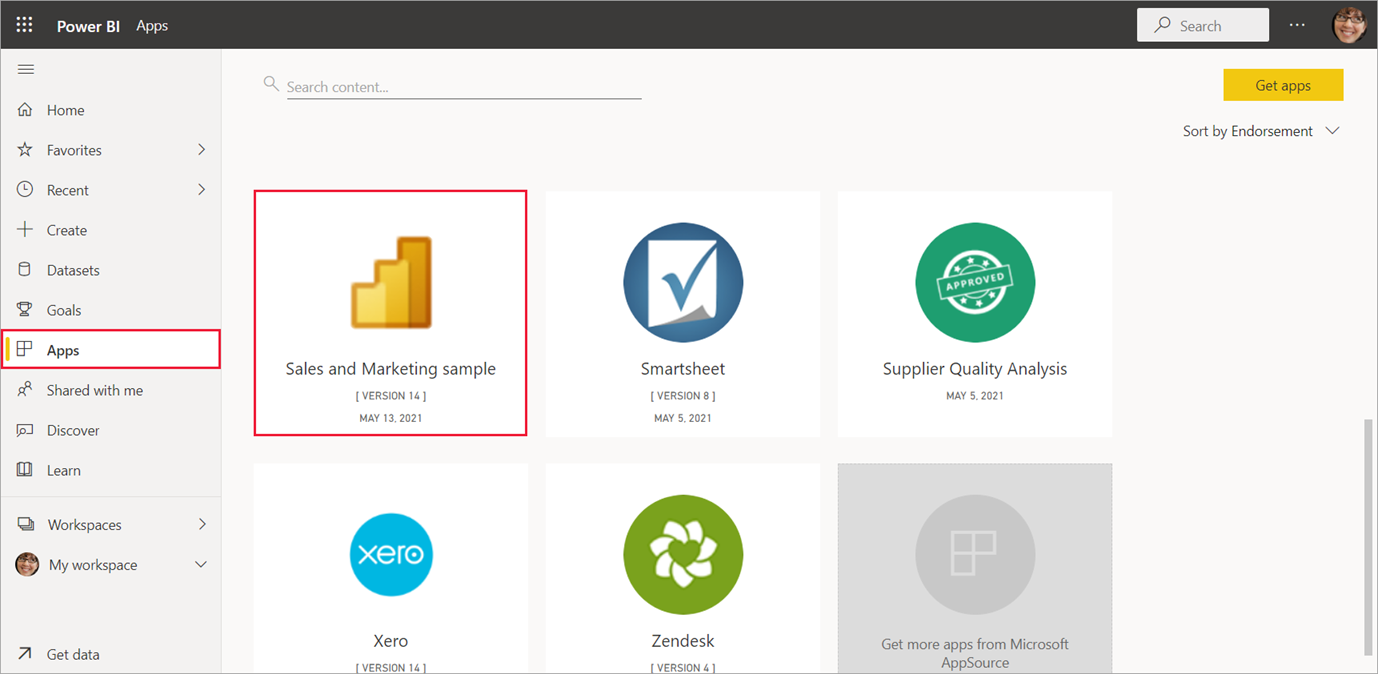 Power BI Apps
Search
Search content...
Get apps
Sort by Endorsement
Home
Favorites
Recent
Create
Datasets
Goals
Apps
Shared with me
Discover
Learn
Workspaces
My workspace
Get data
Sales and Marketing sample
[ VERSION 14 ]
MAY 13, 2021
Smartsheet
[ VERSION 8 ]
MAY 5, 2021
APPROVED
Supplier Quality Analysis
MAY 5, 2021
xero
Xero
[ VERSION 14 ]
Zendesk
[ VERSION 4 ]
Get more apps from Microsoft
AppSource